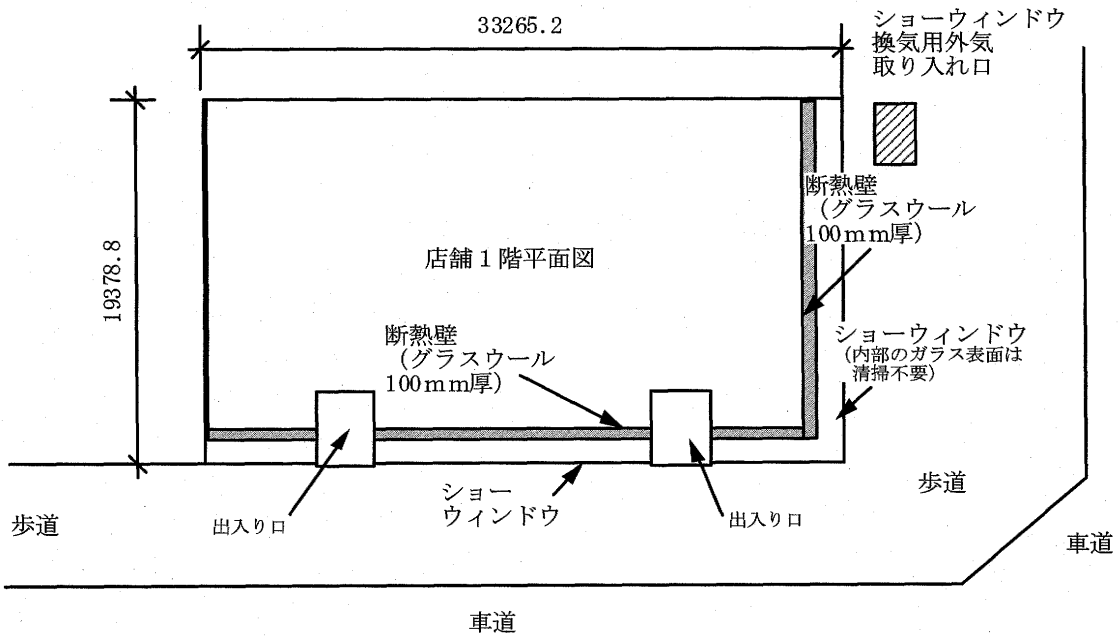 33265.2
ショーウィンドウ
換気用外気
取り入れ口
19378.8
断熱壁
（グラスウール
100mm厚）
店舗１階平面図
断熱壁
（グラスウール
100mm厚）
ショーウィンドウ
（内部のガラス表面は
清掃不要）
歩道
ショー
ウィンドウ
歩道
出入り口
出入り口
車道
車道